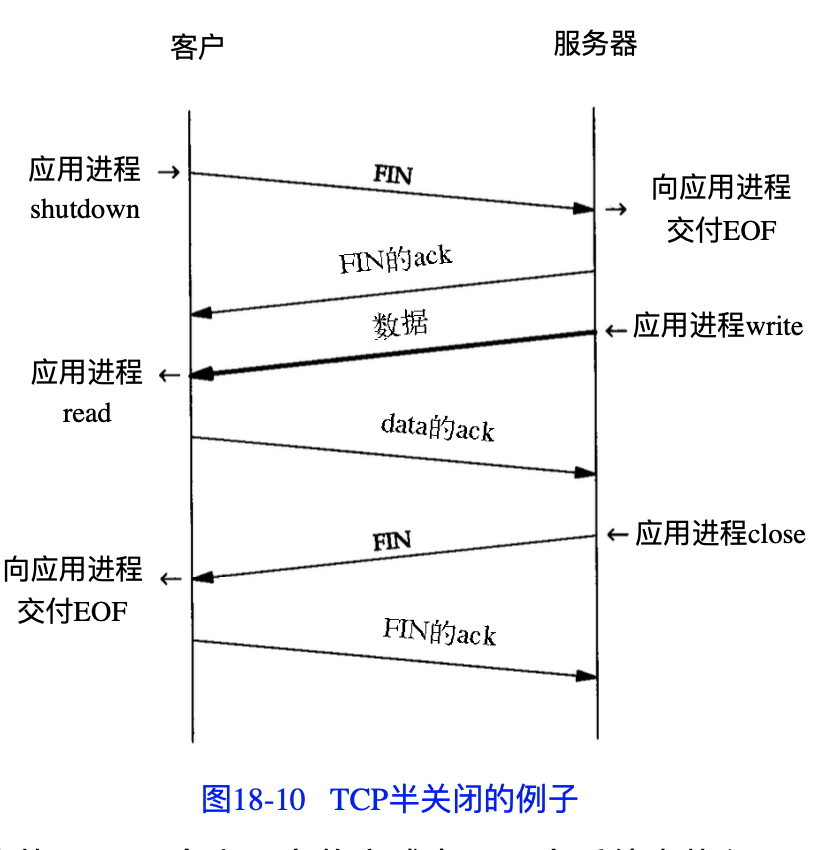 客户
服务器
应用进程 →
shutdown
FIN
→ 向应用进程
交付EOF
FIN的ack
数据
←应用进程write
应用进程 ←
read
data的ack
←应用进程close
FIN
向应用进程 ←
交付EOF
FIN的ack
图18-10 TCP半关闭的例子